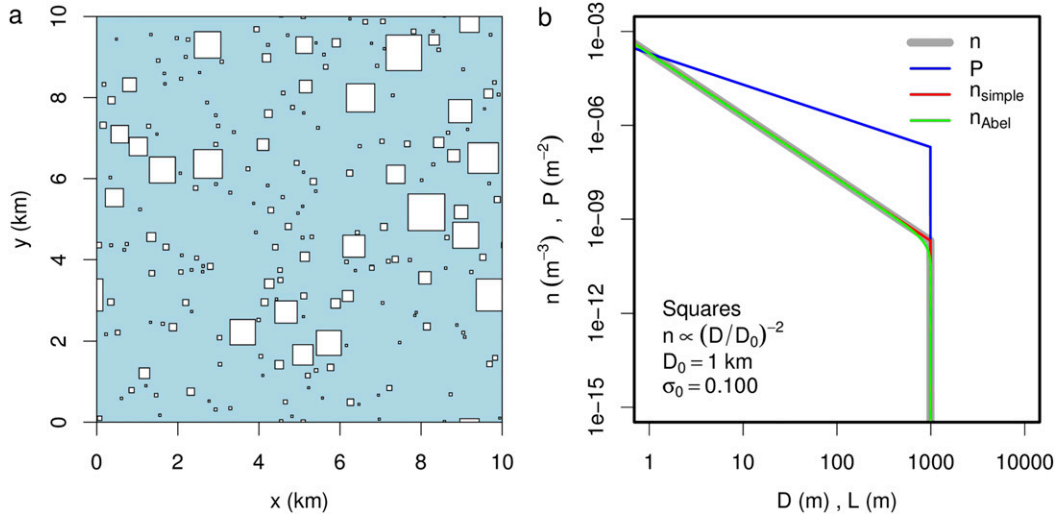 a
y (km)
10
8
6
4
2
0
0 2 4 6 8 10
x (km)
b
n (m⁻³) , P (m⁻²)
1e-03
1e-06
1e-09
1e-12
1e-15
n
P
n_simple
n_Abel
Squares
n ∝ (D/D₀)⁻²
D₀ = 1 km
σ₀ = 0.100
1 10 100 1000 10000
D (m) , L (m)